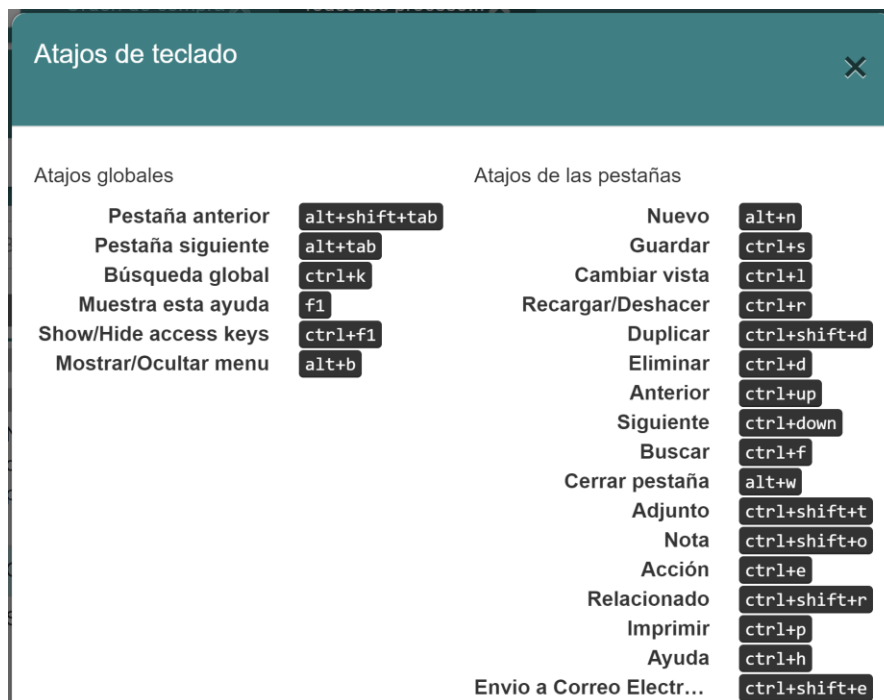 Atajos de teclado
Atajos globales
Pestaña anterior alt+shift+tab
Pestaña siguiente alt+tab
Búsqueda global ctrl+k
Muestra esta ayuda f1
Show/Hide access keys ctrl+f1
Mostrar/Ocultar menu alt+b
Atajos de las pestañas
Nuevo alt+n
Guardar ctrl+s
Cambiar vista ctrl+l
Recargar/Deshacer ctrl+r
Duplicar ctrl+shift+d
Eliminar ctrl+d
Anterior ctrl+up
Siguiente ctrl+down
Buscar ctrl+f
Cerrar pestaña alt+w
Adjunto ctrl+shift+t
Nota ctrl+shift+o
Acción ctrl+e
Relacionado ctrl+shift+r
Imprimir ctrl+p
Ayuda ctrl+h
Envio a Correo Electr... ctrl+shift+e